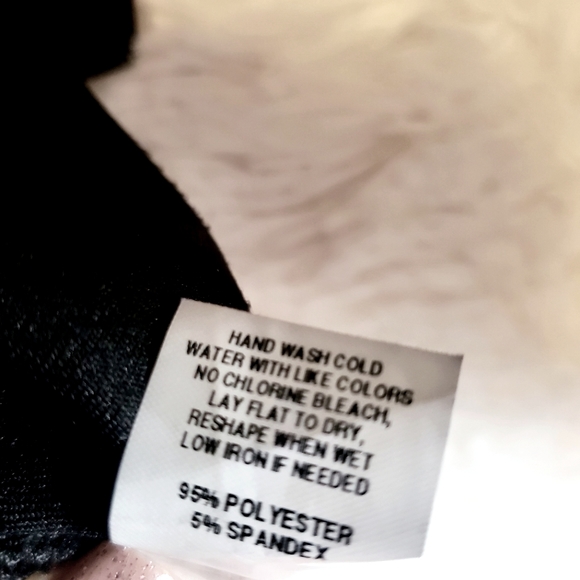 HAND WASH COLD
WATER WITH LIKE COLORS
NO CHLORINE BLEACH,
LAY FLAT TO DRY,
RESHAPE WHEN WET
LOW IRON IF NEEDED
95% POLYESTER
5% SPANDEX